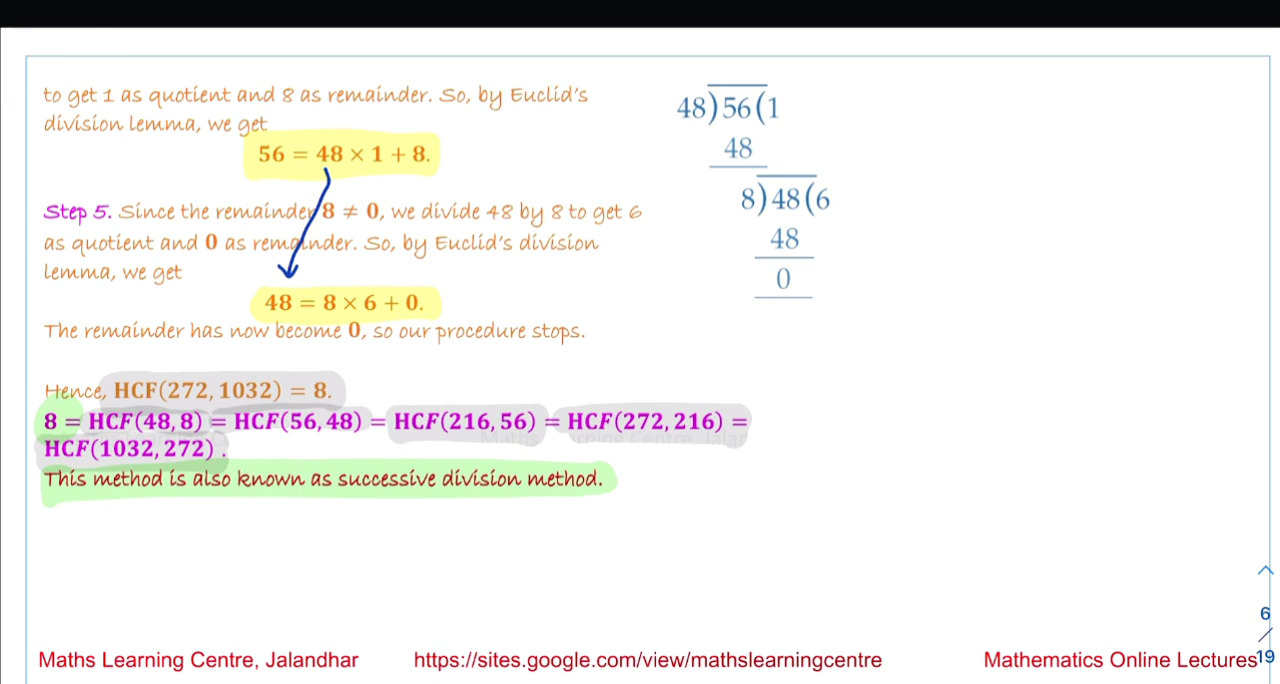 to get 1 as quotient and 8 as remainder. So, by Euclid's
division lemma, we get
56 = 48 × 1 + 8.
Step 5. Since the remainder 8 ≠ 0, we divide 48 by 8 to get 6
as quotient and 0 as remainder. So, by Euclid's division
lemma, we get
48 = 8 × 6 + 0.
The remainder has now become 0, so our procedure stops.
Hence, HCF(272, 1032) = 8.
8 = HCF(48, 8) = HCF(56, 48) = HCF(216, 56) = HCF(272, 216) =
HCF(1032, 272) .
This method is also known as successive division method.
48)56(1
48
8)48(6
48
0
6
/
19
Maths Learning Centre, Jalandhar
https://sites.google.com/view/mathslearningcentre
Mathematics Online Lectures